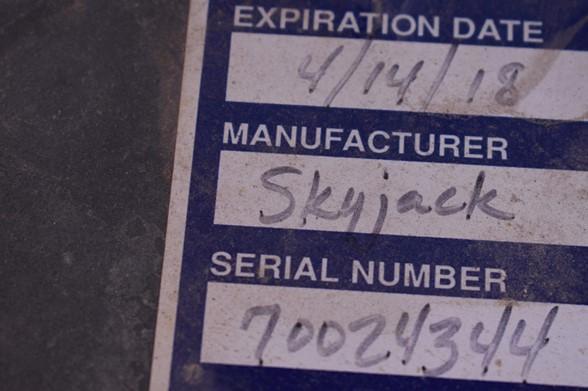 EXPIRATION DATE
4/14/18
MANUFACTURER
Skyjack
SERIAL NUMBER
70024344